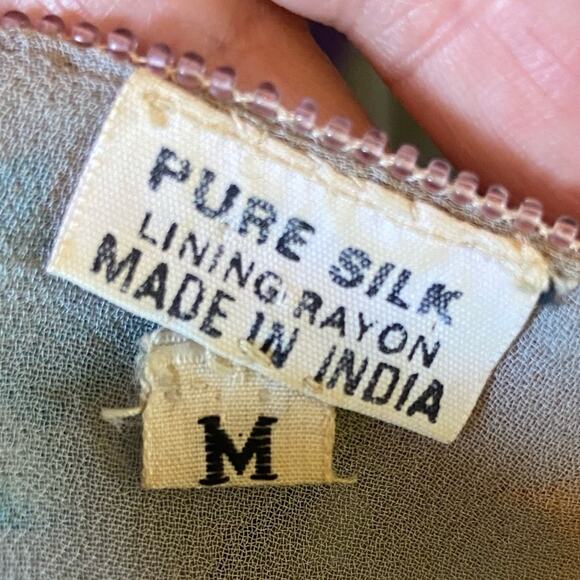 PURE SILK
LINING RAYON
MADE IN INDIA
M